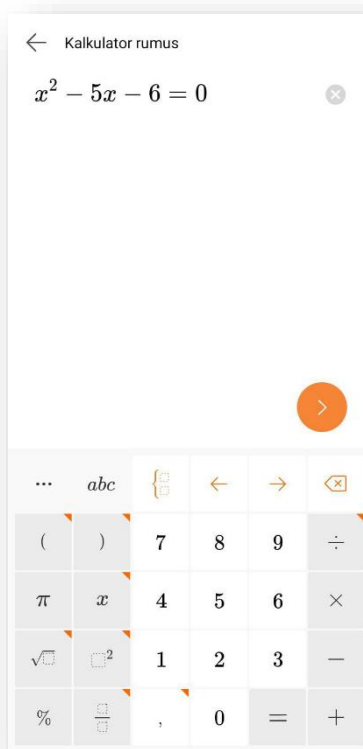 ← Kalkulator rumus
x² − 5x − 6 = 0
... abc ← →
( ) 7 8 9 ÷
π x 4 5 6 ×
√□ □² 1 2 3 −
% □/□ , 0 = +